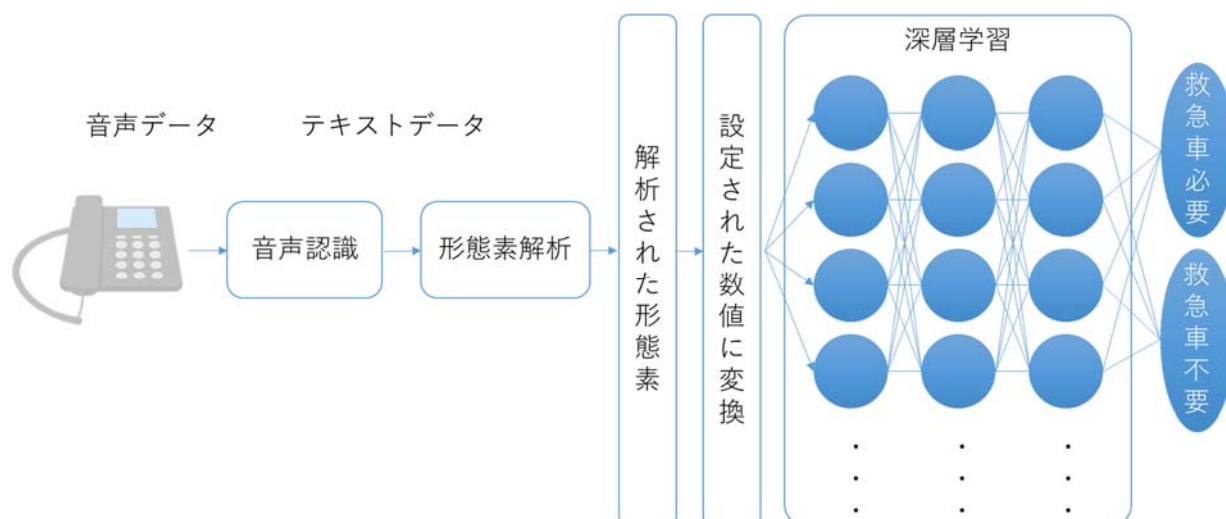 音声データ
テキストデータ
音声認識
形態素解析
解析された形態素
設定された数値に変換
深層学習
救急車必要
救急車不要